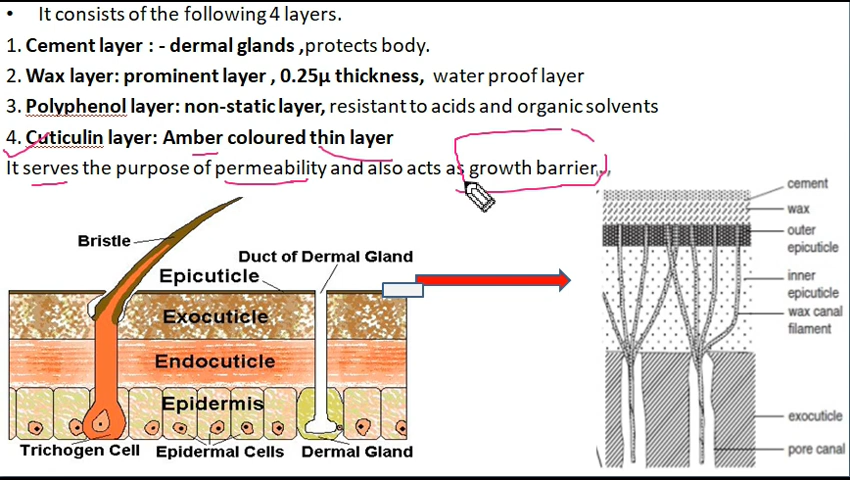 • It consists of the following 4 layers.
1. Cement layer : - dermal glands ,protects body.
2. Wax layer: prominent layer , 0.25µ thickness, water proof layer
3. Polyphenol layer: non-static layer, resistant to acids and organic solvents
4. Cuticulin layer: Amber coloured thin layer
It serves the purpose of permeability and also acts as growth barrier
Bristle
Duct of Dermal Gland
Epicuticle
Exocuticle
Endocuticle
Epidermis
Trichogen Cell
Epidermal Cells
Dermal Gland
cement
wax
outer
epicuticle
inner
epicuticle
wax canal
filament
exocuticle
pore canal